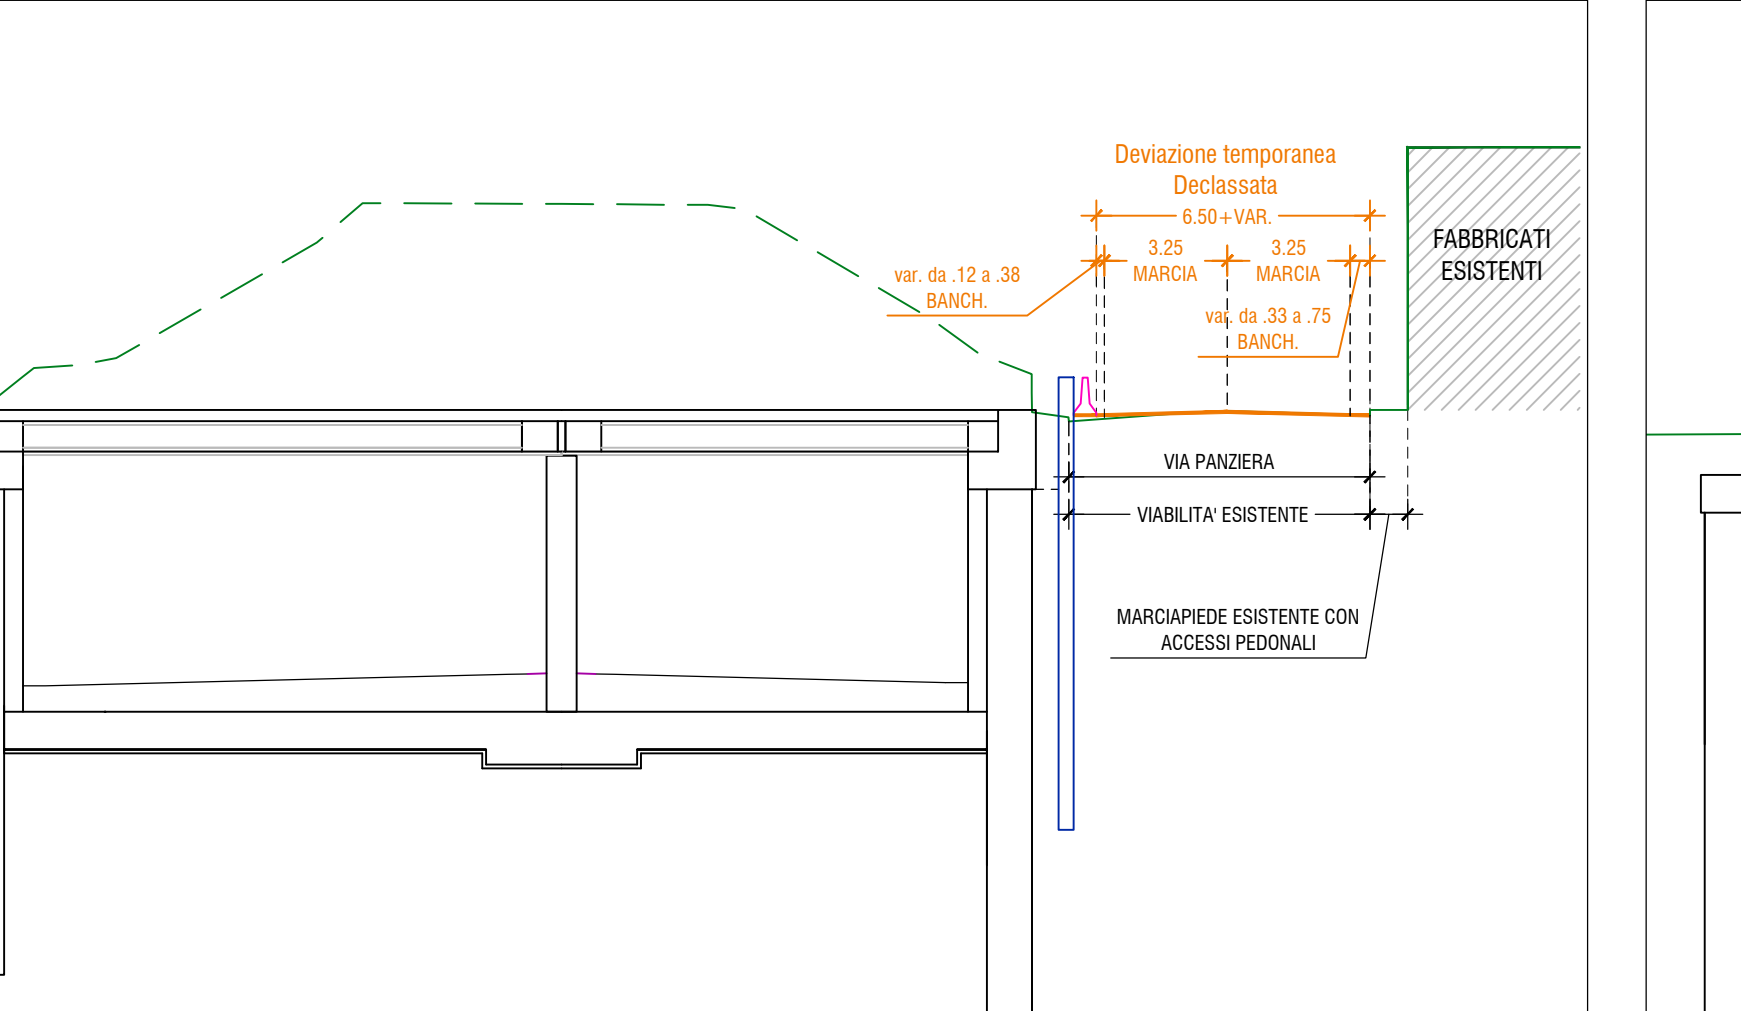 Deviazione temporanea
Declassata
6.50+VAR.
3.25
MARCIA
3.25
MARCIA
var. da .12 a .38
BANCH.
var. da .33 a .75
BANCH.
FABBRICATI
ESISTENTI
VIA PANZIERA
VIABILITA' ESISTENTE
MARCIAPIEDE ESISTENTE CON
ACCESSI PEDONALI